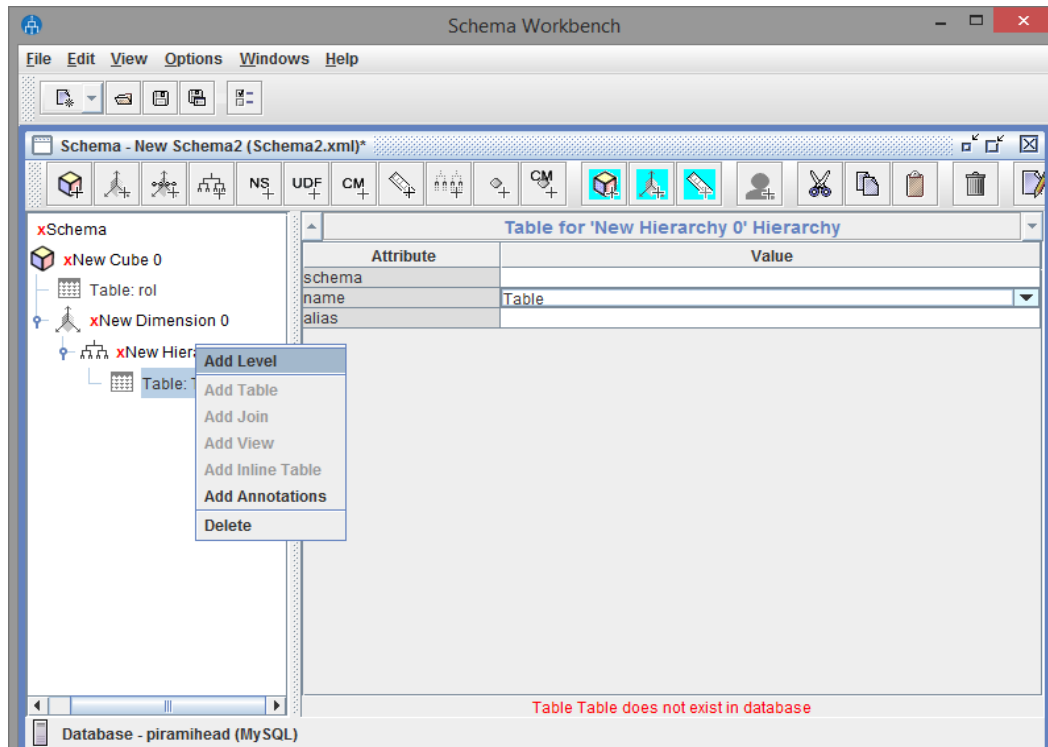 Schema Workbench
File Edit View Options Windows Help
Schema - New Schema2 (Schema2.xml)*
NS UDF CM CM
xSchema
Table for 'New Hierarchy 0' Hierarchy
Attribute Value
xNew Cube 0
schema
Table: rol
name Table
xNew Dimension 0
alias
xNew Hier
Add Level
Table: T
Add Table
Add Join
Add View
Add Inline Table
Add Annotations
Delete
Table Table does not exist in database
Database - piramihead (MySQL)